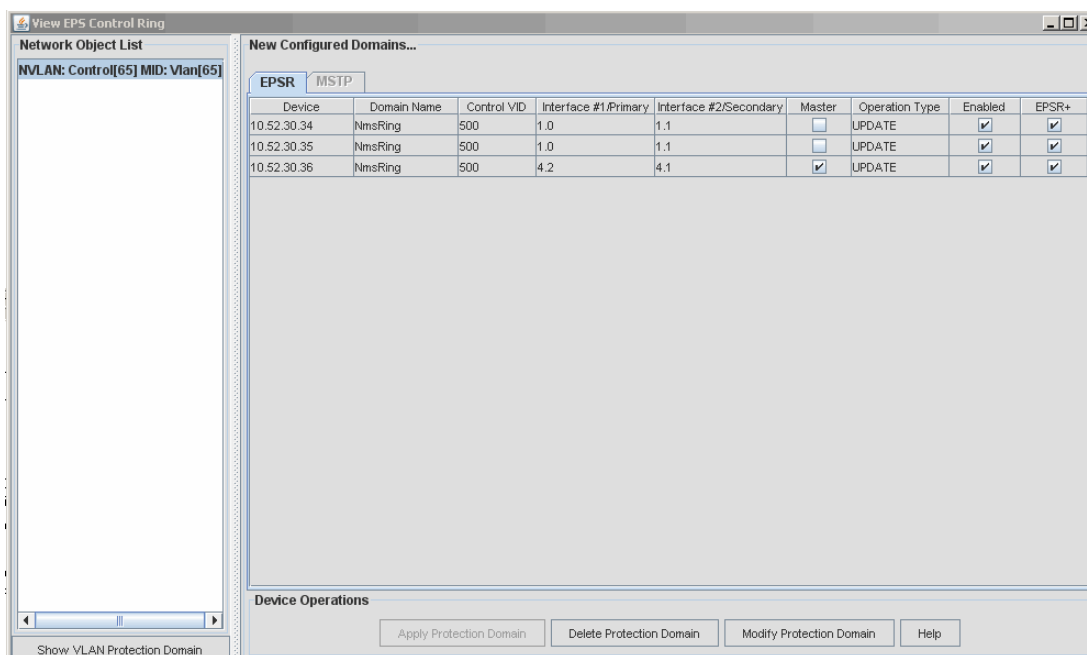 View EPS Control Ring
Network Object List
NVLAN: Control[65] MID: Vlan[65]
Show VLAN Protection Domain
New Configured Domains...
EPSR MSTP
Device Domain Name Control VID Interface #1/Primary Interface #2/Secondary Master Operation Type Enabled EPSR+
10.52.30.34 NmsRing 500 1.0 1.1 UPDATE
10.52.30.35 NmsRing 500 1.0 1.1 UPDATE
10.52.30.36 NmsRing 500 4.2 4.1 UPDATE
Device Operations
Apply Protection Domain Delete Protection Domain Modify Protection Domain Help